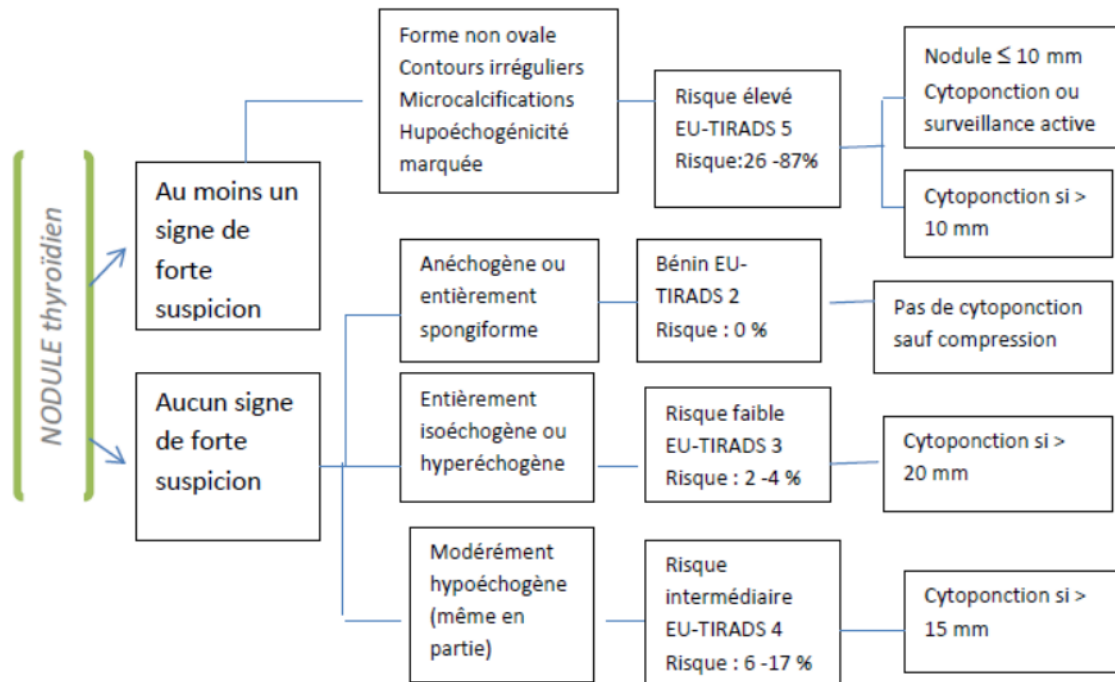 NODULE thyroïdien
Au moins un
signe de
forte
suspicion
Forme non ovale
Contours irréguliers
Microcalcifications
Hupoéchogénicité
marquée
Risque élevé
EU-TIRADS 5
Risque:26 -87%
Nodule ≤ 10 mm
Cytoponction ou
surveillance active
Cytoponction si >
10 mm
Aucun signe
de forte
suspicion
Anéchogène ou
entièrement
spongiforme
Bénin EU-
TIRADS 2
Risque : 0 %
Pas de cytoponction
sauf compression
Entièrement
isoéchogène ou
hyperéchogène
Risque faible
EU-TIRADS 3
Risque : 2 -4 %
Cytoponction si >
20 mm
Modérément
hypoéchogène
(même en
partie)
Risque
intermédiaire
EU-TIRADS 4
Risque : 6 -17 %
Cytoponction si >
15 mm